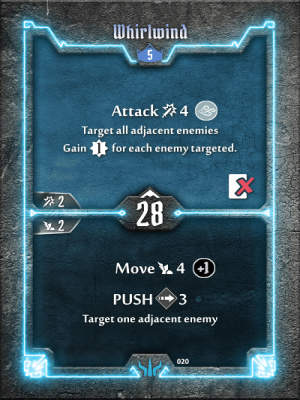 Whirlwind
5
Attack 4
Target all adjacent enemies
Gain 1 for each enemy targeted.
2
28
2
Move 4 +1
PUSH 3
Target one adjacent enemy
020